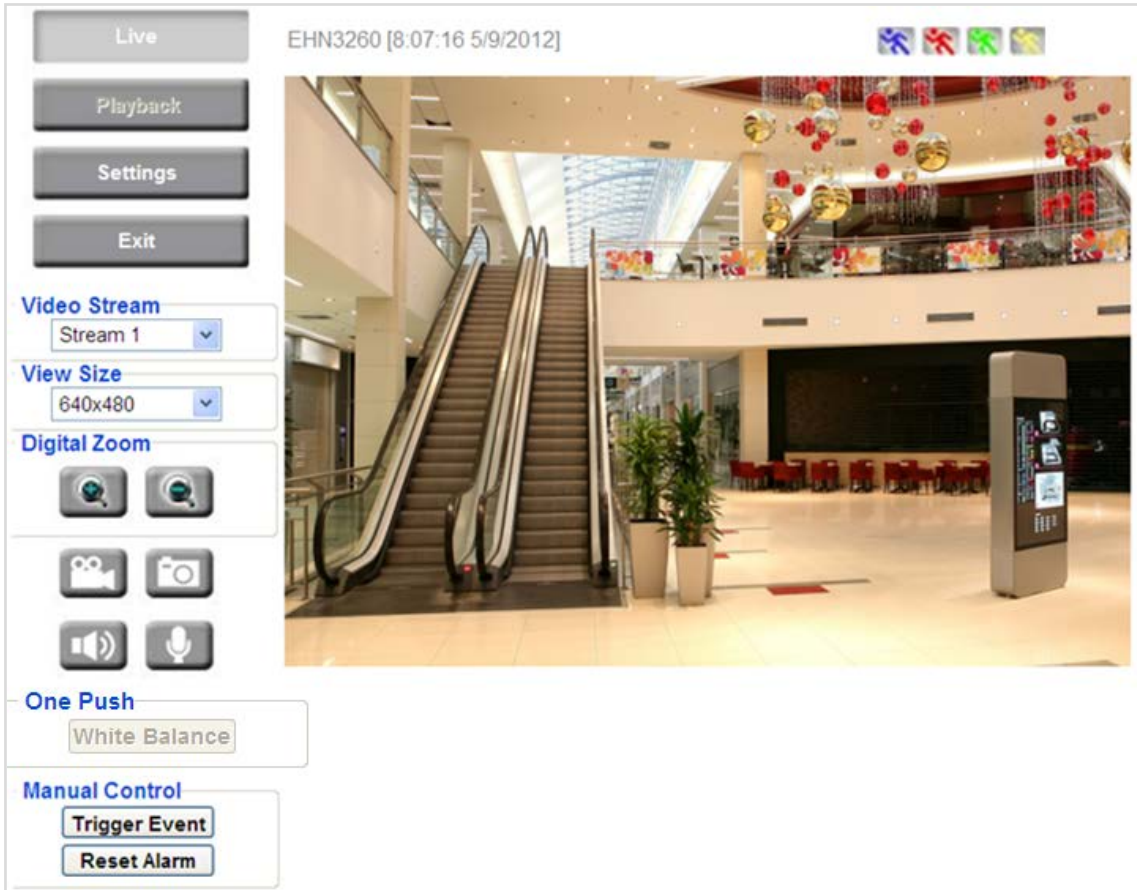 Live
EHN3260 [8:07:16 5/9/2012]
Playback
Settings
Exit
Video Stream
Stream 1
View Size
640x480
Digital Zoom
One Push
White Balance
Manual Control
Trigger Event
Reset Alarm